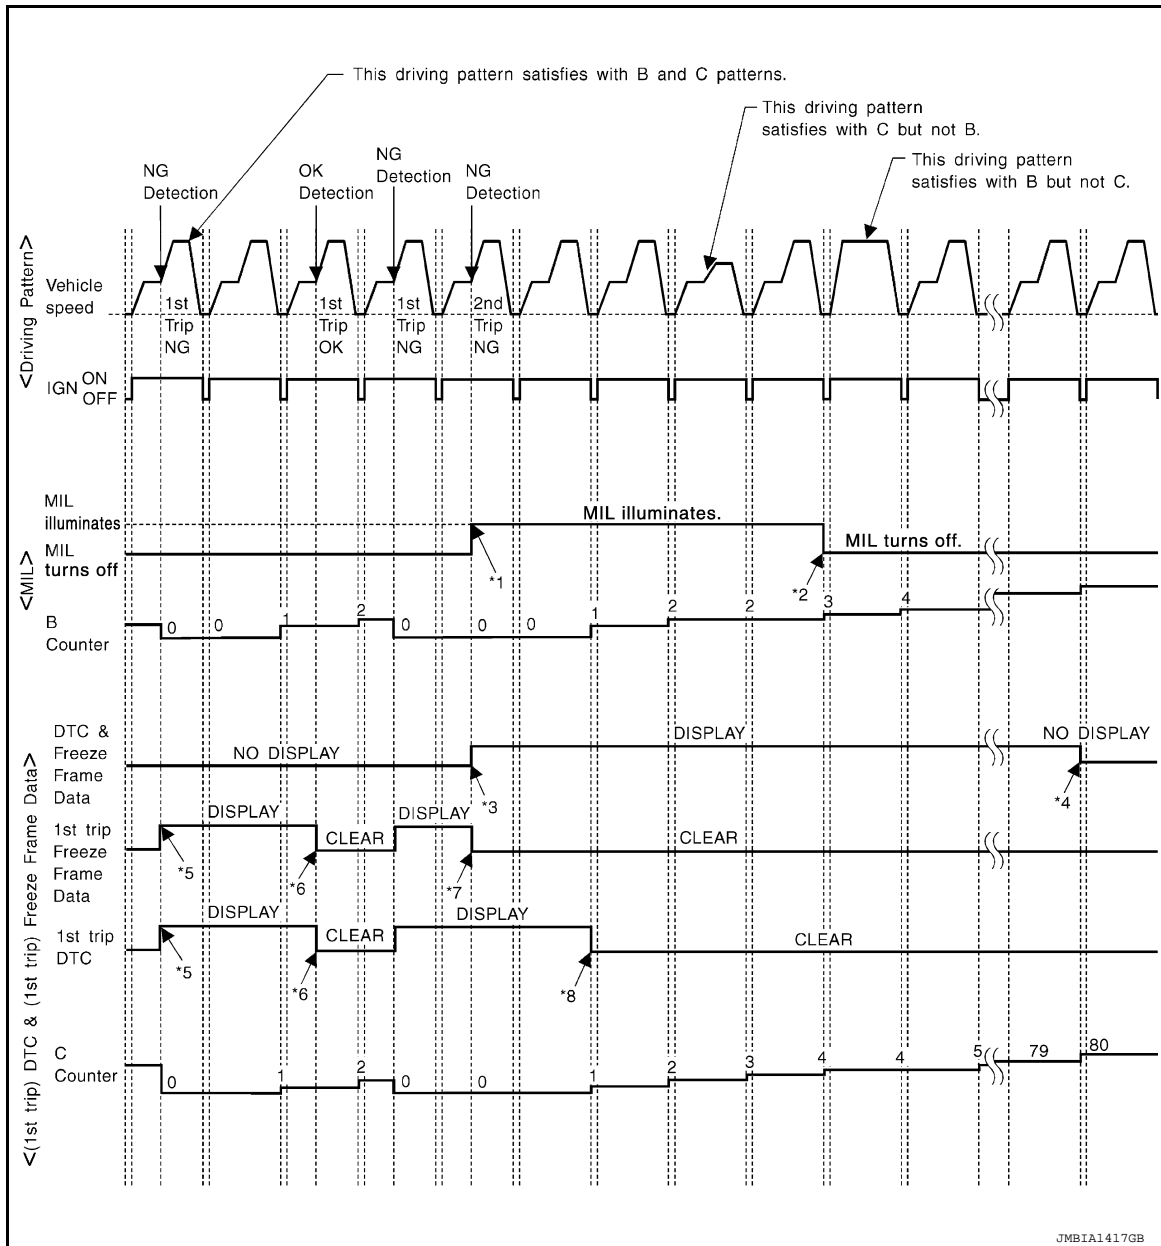 This driving pattern satisfies with B and C patterns.
This driving pattern
satisfies with C but not B.
This driving pattern
satisfies with B but not C.
NG
Detection
OK
Detection
NG
Detection
NG
Detection
<Driving Pattern>
Vehicle
speed
1st
Trip
NG
1st
Trip
OK
1st
Trip
NG
2nd
Trip
NG
IGN ON
OFF
<MIL>
MIL
illuminates
MIL illuminates.
MIL
turns off
MIL turns off.
*1
*2
B
Counter
0 0 1 2 0 0 0 1 2 2 3 4
<(1st trip) DTC & (1st trip) Freeze Frame Data>
DTC &
Freeze
Frame
Data
NO DISPLAY
DISPLAY
NO DISPLAY
*3
*4
1st trip
Freeze
Frame
Data
DISPLAY
CLEAR
DISPLAY
CLEAR
*5
*6
*7
1st trip
DTC
DISPLAY
CLEAR
DISPLAY
CLEAR
*5
*6
*8
C
Counter
0 1 2 0 0 1 2 3 4 4 5 79 80
JMBIA1417GB